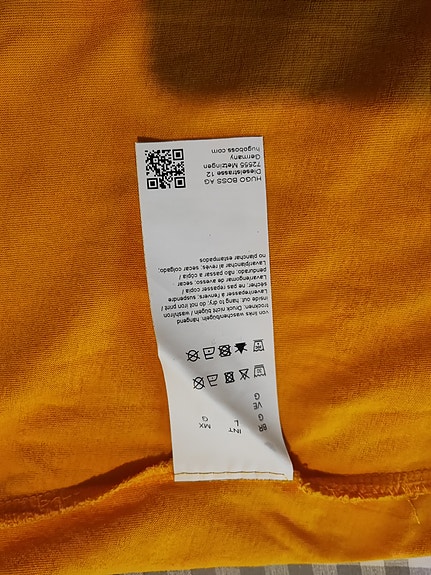 BR INT MX
G L G
VE
G
von links waschen/bügeln, hängend
trocknen, Druck nicht bügeln / wash/iron
inside out, hang to dry, do not iron print
Laver/repasser à l'envers; suspendre
sécher; ne pas repasser copia /
Lavar/engomar do avesso; secar
pendurado; não passar a cópia /
Lavar/planchar al revés; secar colgado;
no planchar estampados
HUGO BOSS AG
Dieselstrasse 12
72555 Metzingen
Germany
hugoboss.com